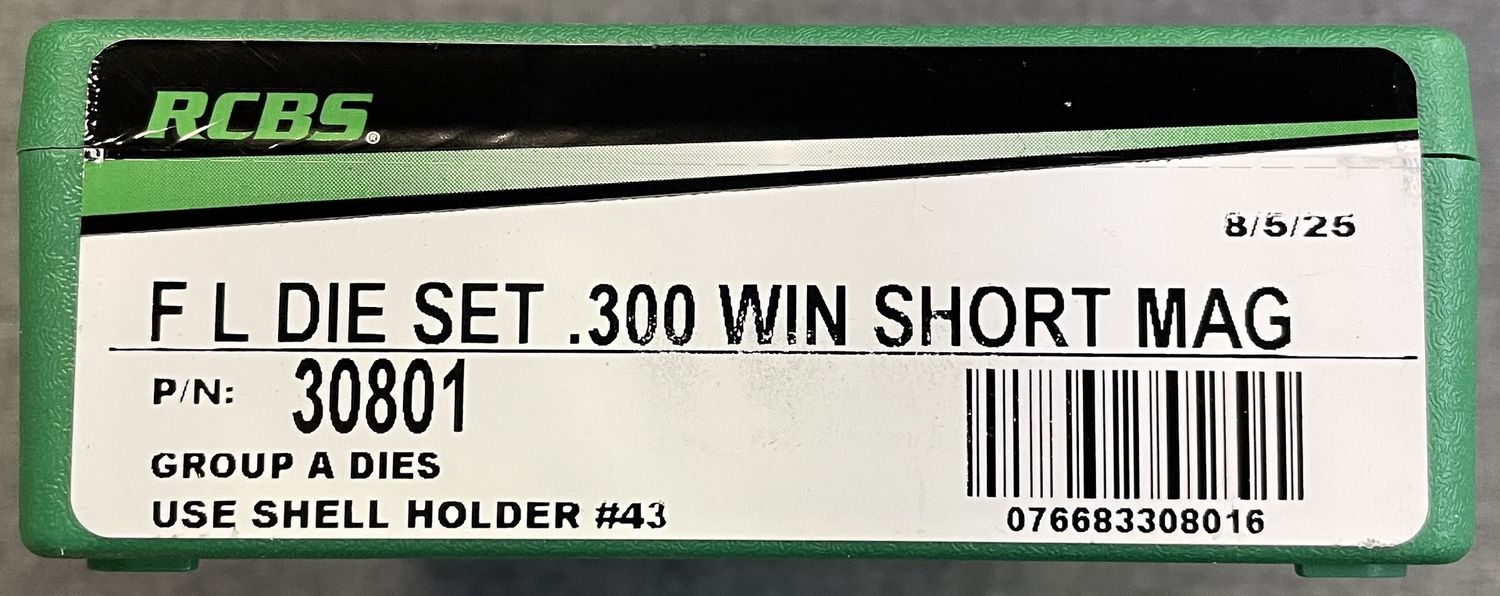 RCBS®
8/5/25
F L DIE SET .300 WIN SHORT MAG
P/N: 30801
GROUP A DIES
USE SHELL HOLDER #43
076683308016